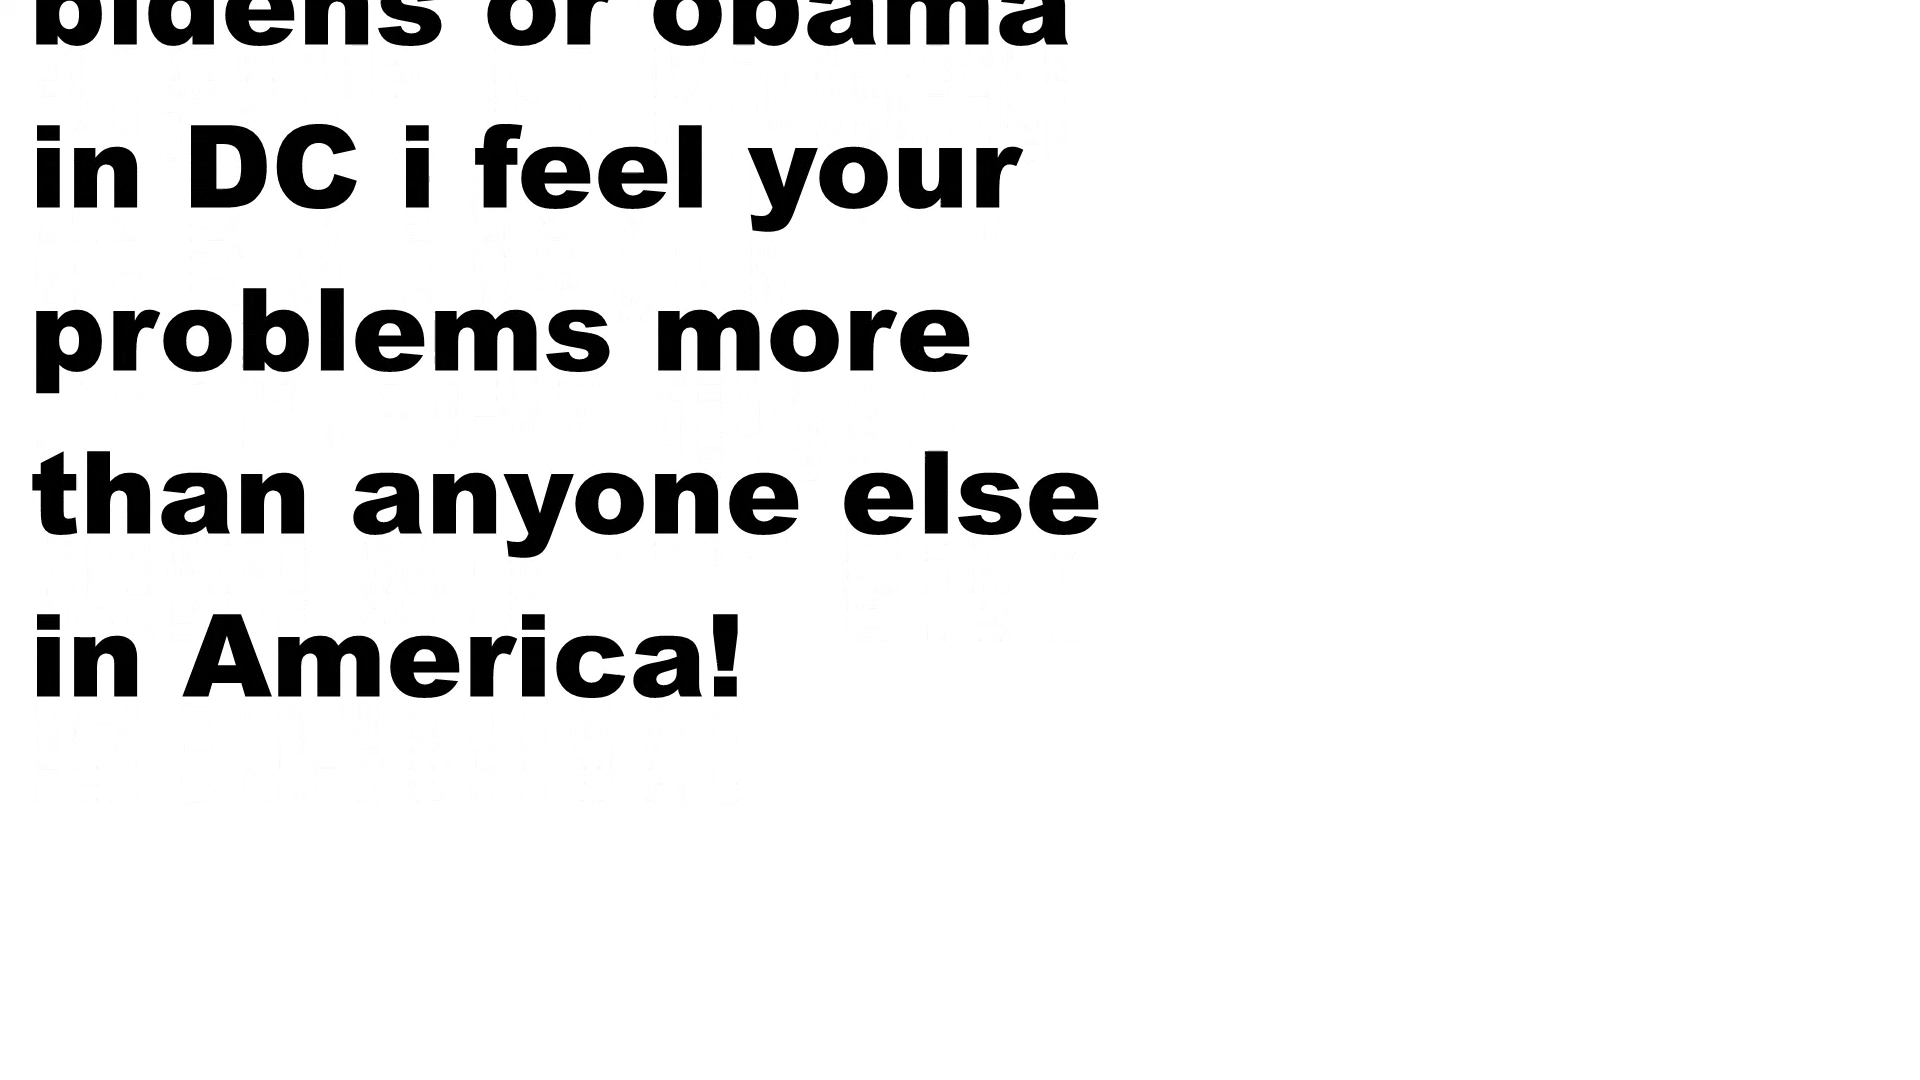 bidens or obama
in DC i feel your
problems more
than anyone else
in America!